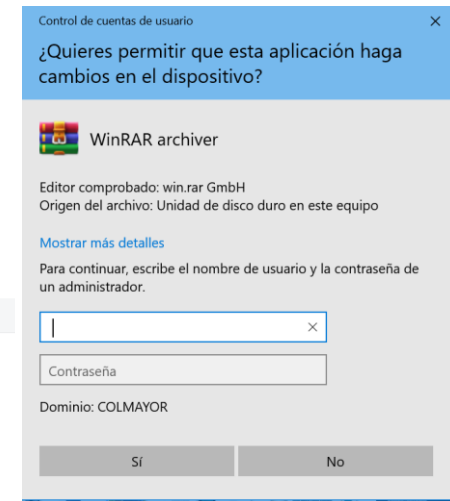 Control de cuentas de usuario
¿Quieres permitir que esta aplicación haga
cambios en el dispositivo?
WinRAR archiver
Editor comprobado: win.rar GmbH
Origen del archivo: Unidad de disco duro en este equipo
Mostrar más detalles
Para continuar, escribe el nombre de usuario y la contraseña de
un administrador.
Contraseña
Dominio: COLMAYOR
Sí
No